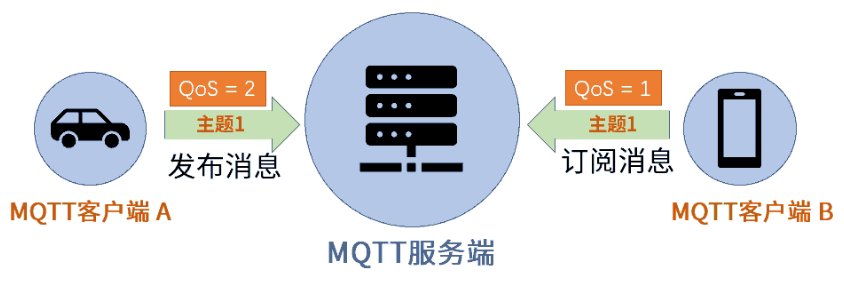 QoS = 2
主题1
发布消息
MQTT客户端 A
MQTT服务端
QoS = 1
主题1
订阅消息
MQTT客户端 B